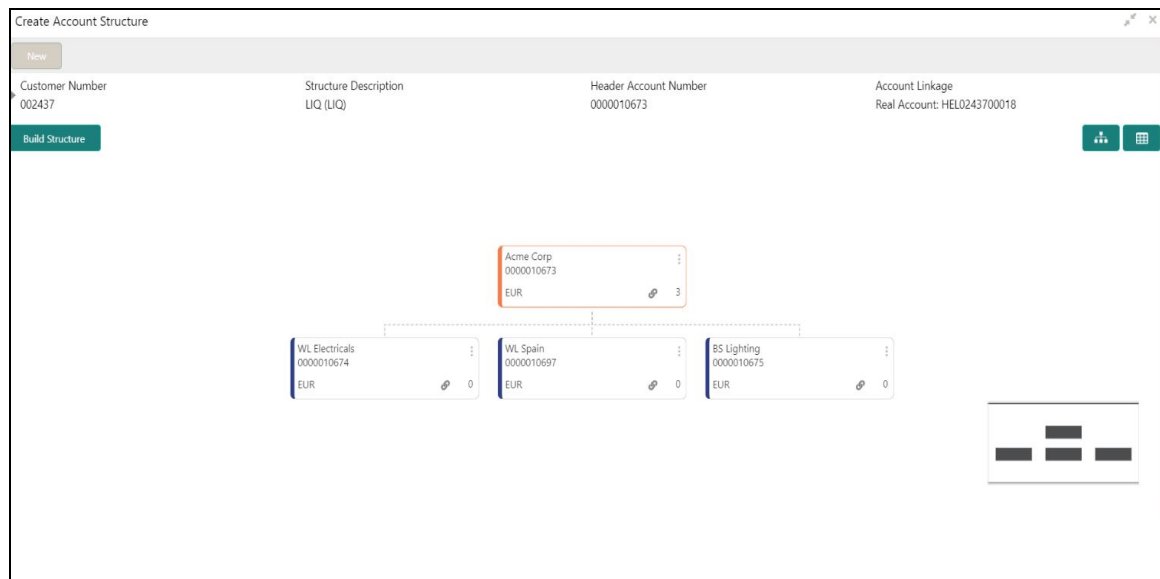 Create Account Structure
New
Customer Number
002437
Structure Description
LIQ (LIQ)
Header Account Number
0000010673
Account Linkage
Real Account: HEL0243700018
Build Structure
Acme Corp
0000010673
EUR 3
WL Electricals
0000010674
EUR 0
WL Spain
0000010697
EUR 0
BS Lighting
0000010675
EUR 0